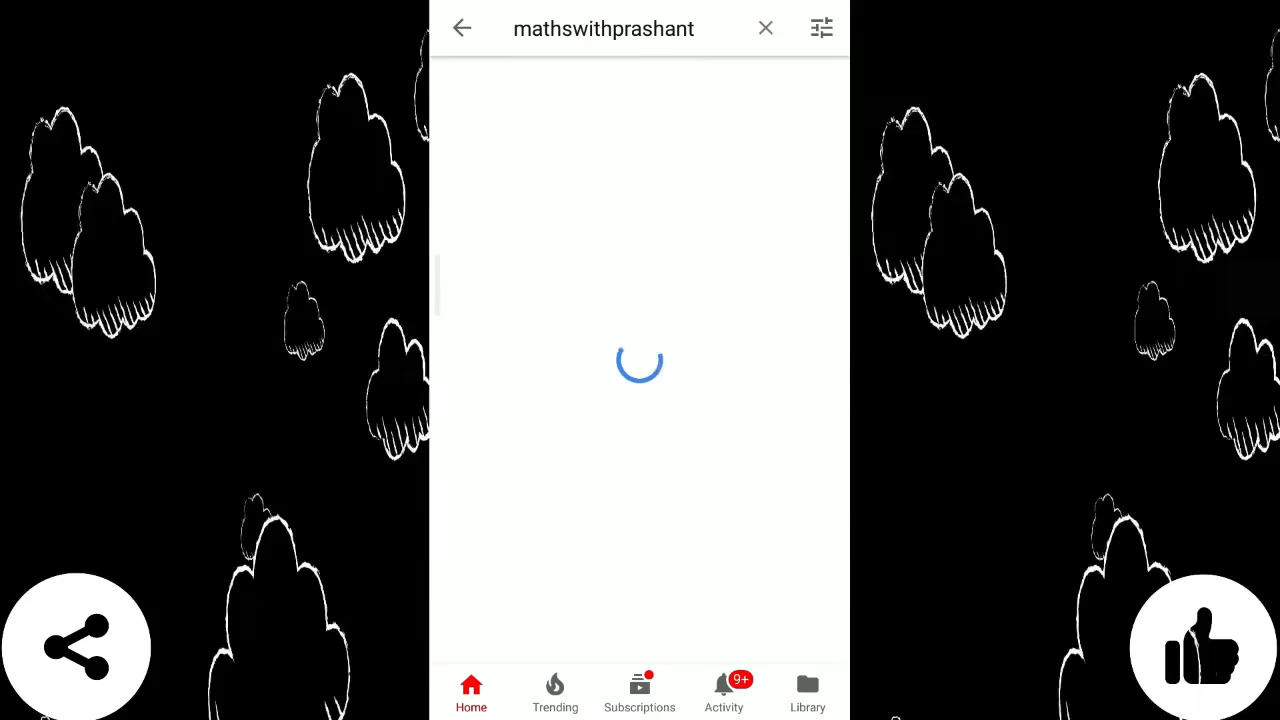 mathswithprashant
9+
Home
Trending
Subscriptions
Activity
Library